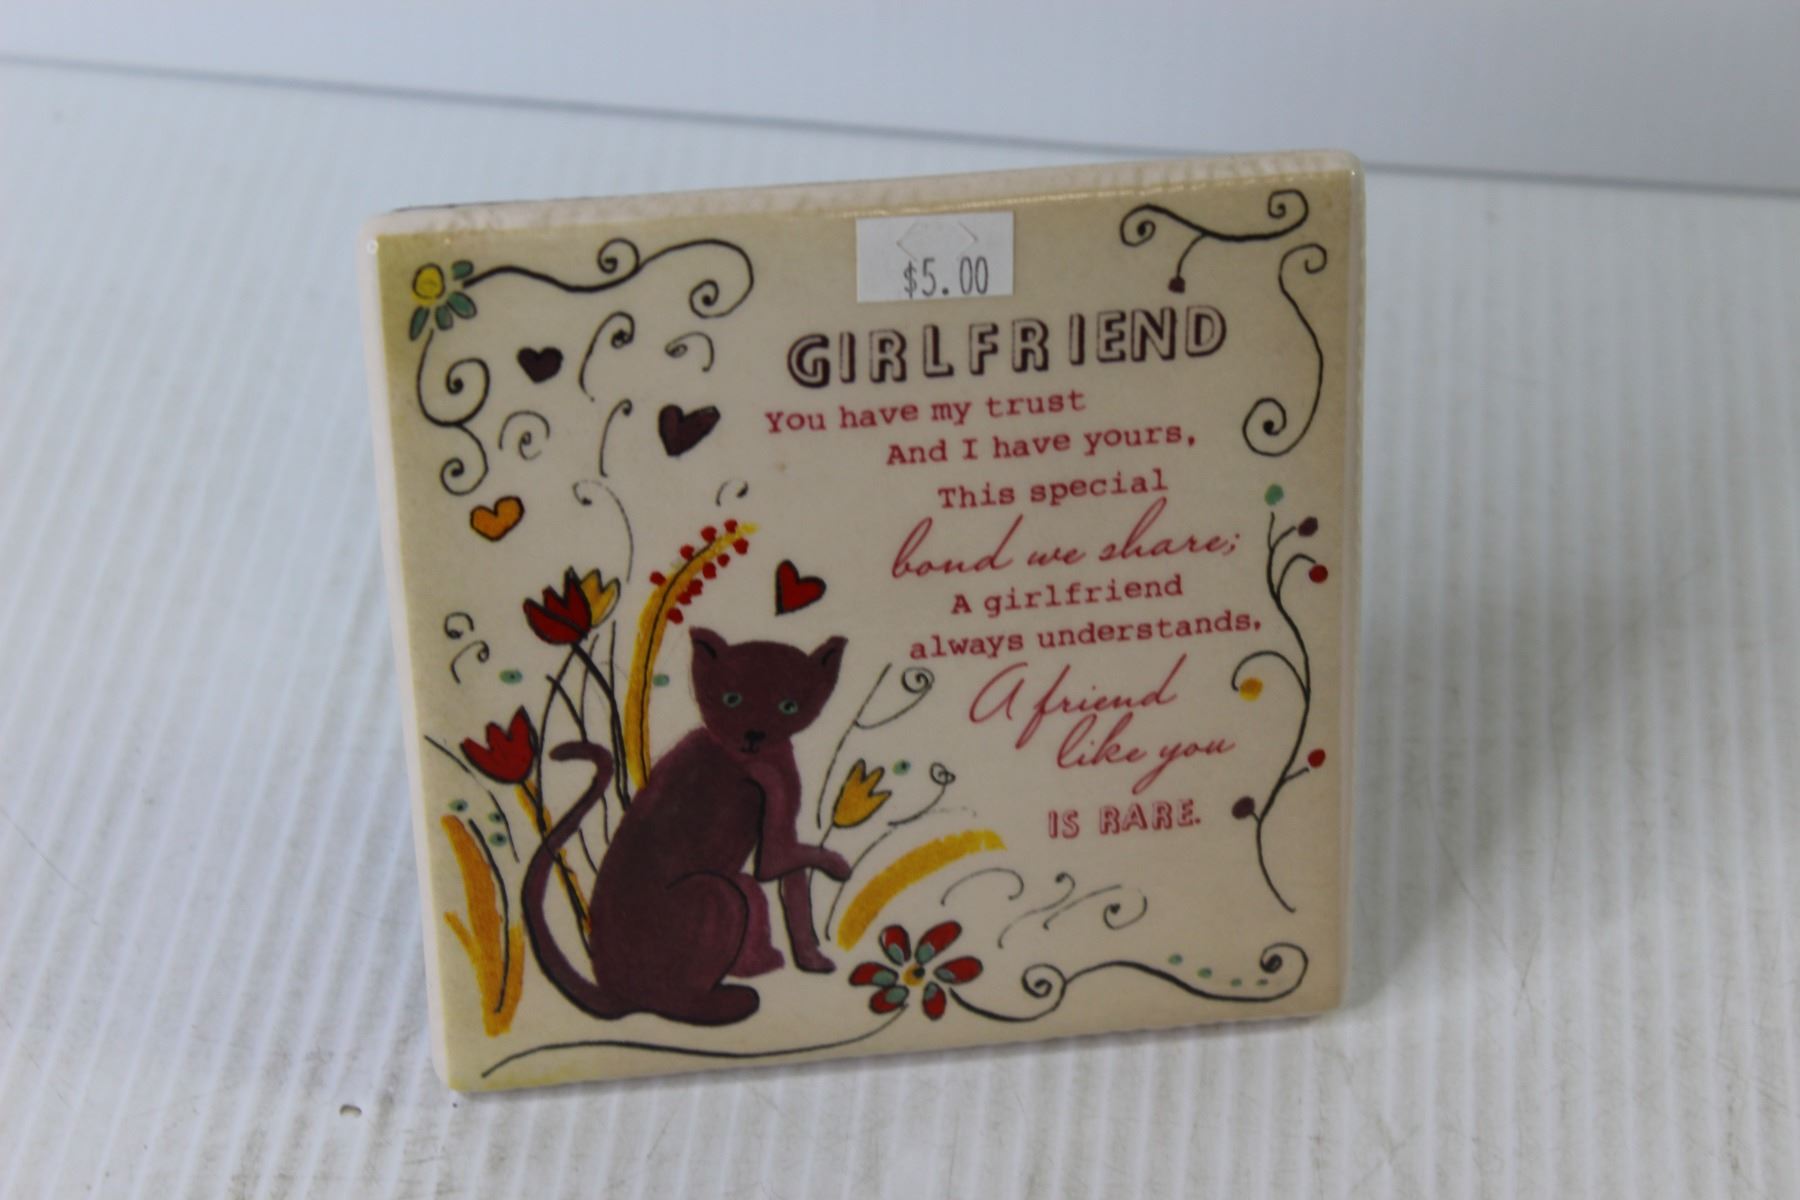 $5.00
GIRLFRIEND
You have my trust
And I have yours,
This special
bond we share;
A girlfriend
always understands,
A friend
like you
IS RARE.